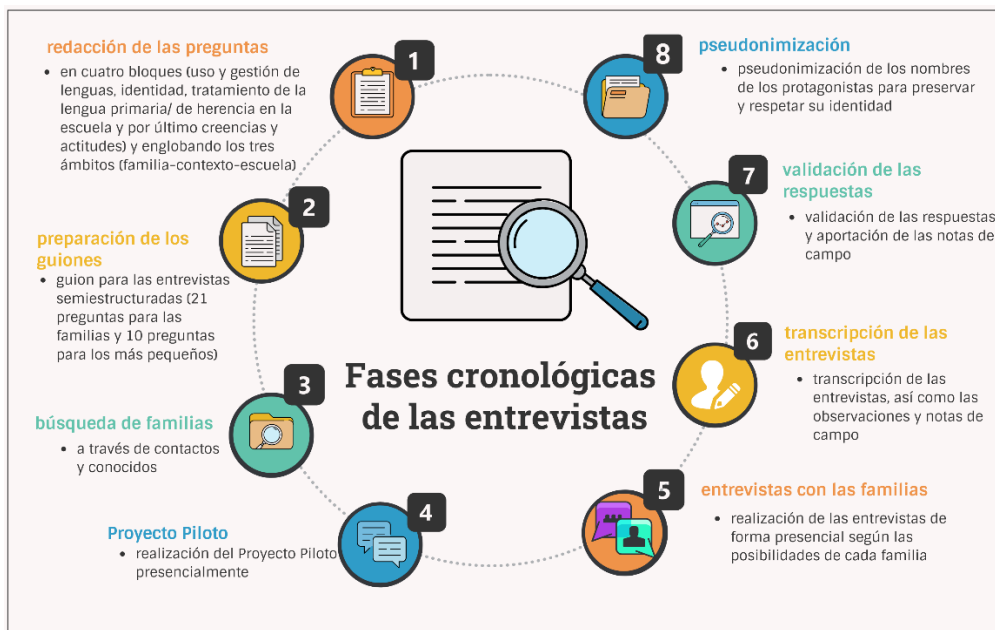 1
redacción de las preguntas
• en cuatro bloques (uso y gestión de
lenguas, identidad, tratamiento de la
lengua primaria/ de herencia en la
escuela y por último creencias y
actitudes) y englobando los tres
ámbitos (familia-contexto-escuela)
2
preparación de los
guiones
• guion para las entrevistas
semiestructuradas (21
preguntas para las
familias y 10 preguntas
para los más pequeños)
3
búsqueda de familias
• a través de contactos
y conocidos
4
Proyecto Piloto
• realización del Proyecto Piloto
presencialmente
Fases cronológicas
de las entrevistas
5
entrevistas con las familias
• realización de las entrevistas de
forma presencial según las
posibilidades de cada familia
6
transcripción de las
entrevistas
• transcripción de las
entrevistas, así como las
observaciones y notas de
campo
7
validación de las
respuestas
• validación de las respuestas
y aportación de las notas de
campo
8
pseudonimización
• pseudonimización de los nombres
de los protagonistas para preservar
y respetar su identidad